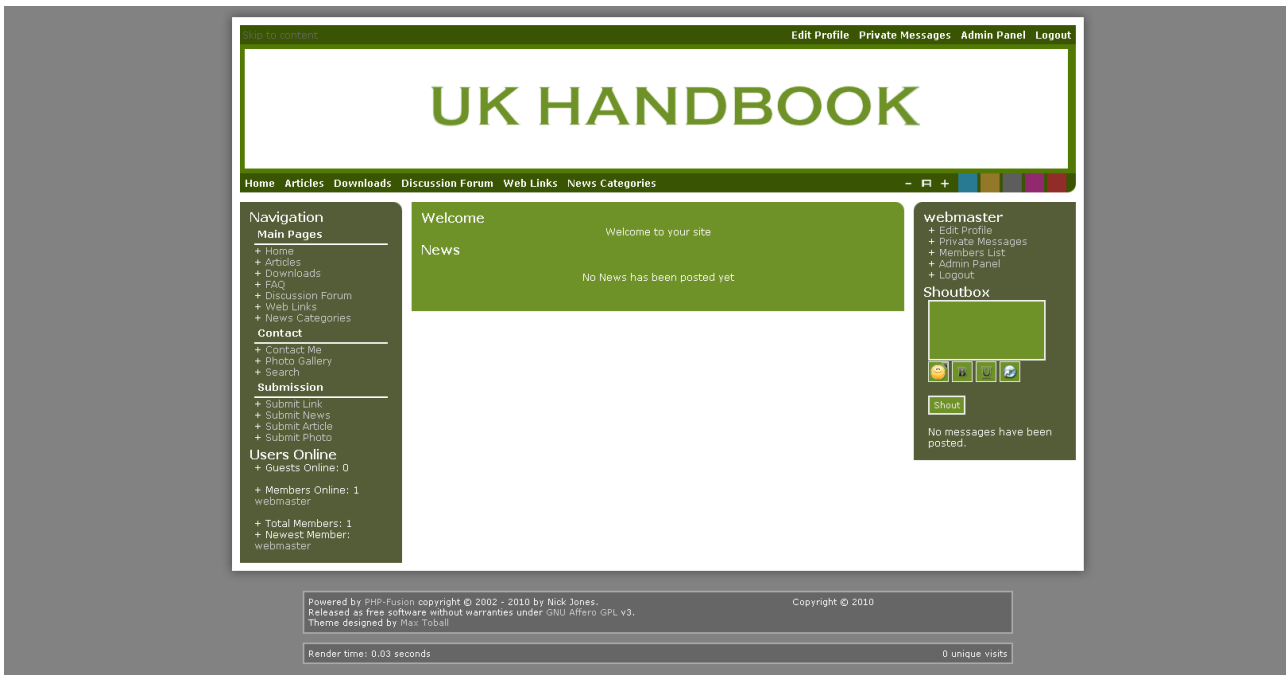 Skip to content
Edit Profile Private Messages Admin Panel Logout
UK HANDBOOK
Home Articles Downloads Discussion Forum Web Links News Categories
- A +
Navigation
Main Pages
+ Home
+ Articles
+ Downloads
+ FAQ
+ Discussion Forum
+ Web Links
+ News Categories
Contact
+ Contact Me
+ Photo Gallery
+ Search
Submission
+ Submit Link
+ Submit News
+ Submit Article
+ Submit Photo
Users Online
+ Guests Online: 0
+ Members Online: 1
webmaster
+ Total Members: 1
+ Newest Member:
webmaster
Welcome
Welcome to your site
News
No News has been posted yet
webmaster
+ Edit Profile
+ Private Messages
+ Members List
+ Admin Panel
+ Logout
Shoutbox
B U
Shout
No messages have been
posted.
Powered by PHP-Fusion copyright © 2002 - 2010 by Nick Jones.
Released as free software without warranties under GNU Affero GPL v3.
Theme designed by Max Toball
Copyright © 2010
Render time: 0.03 seconds
0 unique visits